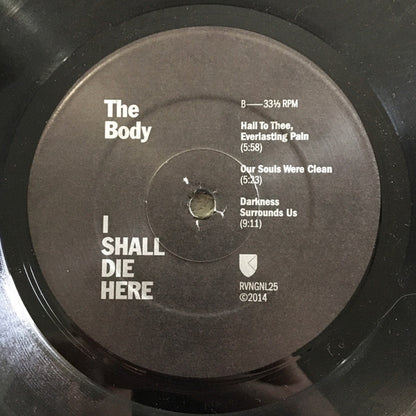 The
Body
B—33⅓ RPM
Hail To Thee,
Everlasting Pain
(5:58)
Our Souls Were Clean
(5:23)
Darkness
Surrounds Us
(9:11)
I
SHALL
DIE
HERE
RVNGNL25
©2014